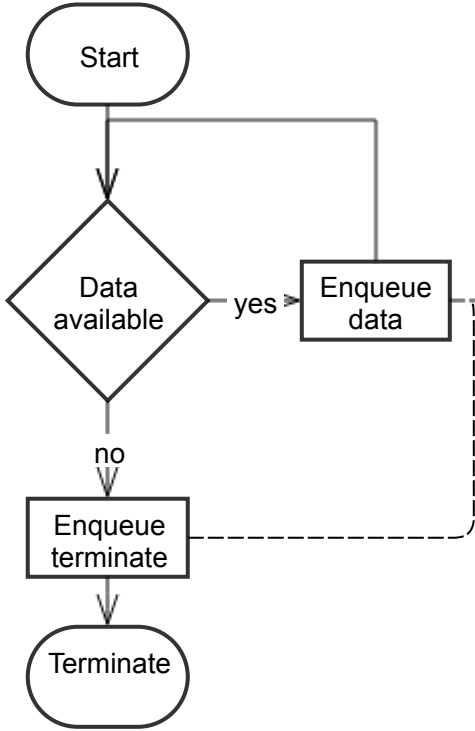 Start
Data
available
yes
Enqueue
data
no
Enqueue
terminate
Terminate